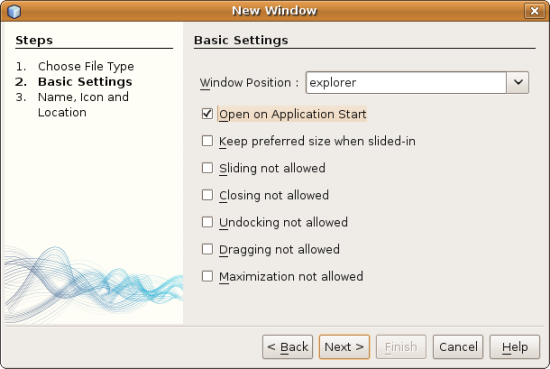 New Window
Steps
1. Choose File Type
2. Basic Settings
3. Name, Icon and
Location
Basic Settings
Window Position : explorer
Open on Application Start
Keep preferred size when slided-in
Sliding not allowed
Closing not allowed
Undocking not allowed
Dragging not allowed
Maximization not allowed
< Back Next > Finish Cancel Help